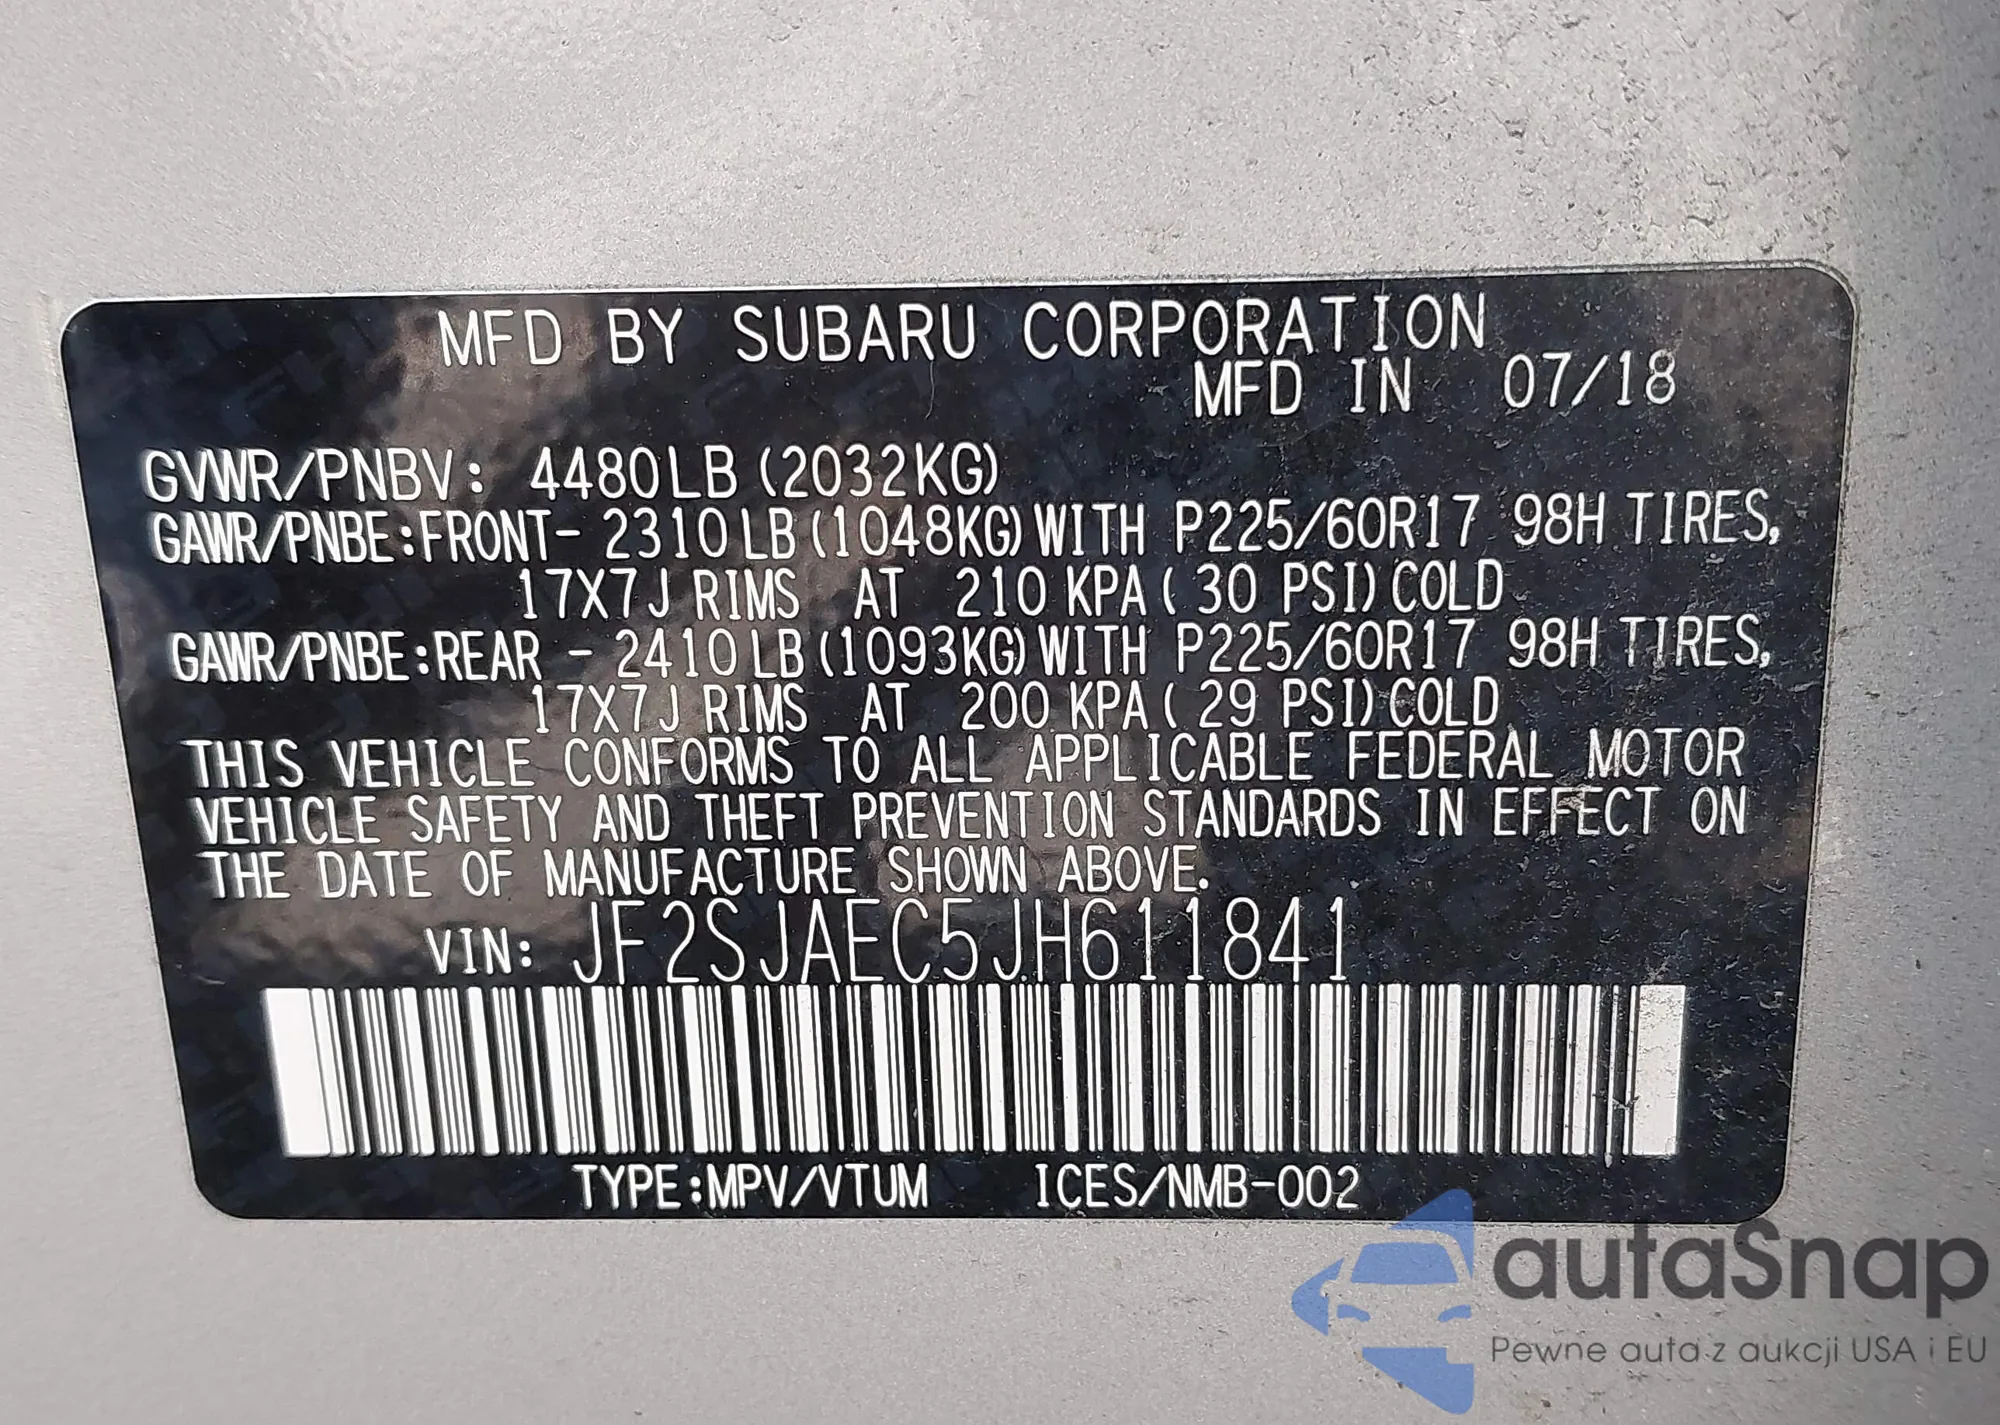 MFD BY SUBARU CORPORATION
MFD IN 07/18
GVWR/PNBV: 4480LB (2032KG)
GAWR/PNBE:FRONT- 2310LB(1048KG)WITH P225/60R17 98H TIRES,
17X7J RIMS AT 210 KPA( 30 PSI)COLD
GAWR/PNBE:REAR - 2410LB(1093KG)WITH P225/60R17 98H TIRES,
17X7J RIMS AT 200 KPA( 29 PSI)COLD
THIS VEHICLE CONFORMS TO ALL APPLICABLE FEDERAL MOTOR
VEHICLE SAFETY AND THEFT PREVENTION STANDARDS IN EFFECT ON
THE DATE OF MANUFACTURE SHOWN ABOVE.
VIN: JF2SJAEC5JH611841
TYPE:MPV/VTUM ICES/NMB-002
autaSnap
Pewne auta z aukcji USA i EU